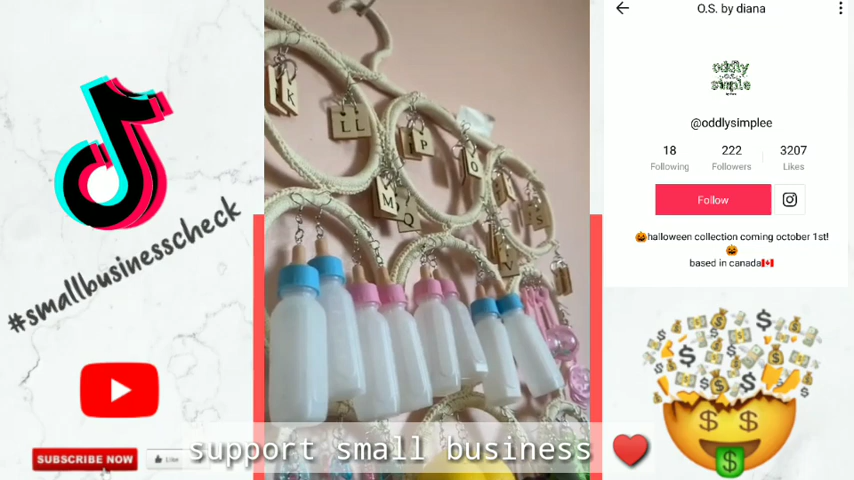 #smallbusinesscheck
SUBSCRIBE NOW
Like
K
LL
P
O
M
Q
S
V
support small business
O.S. by diana
oddly
simple
@oddlysimplee
18
Following
222
Followers
3207
Likes
Follow
🎃halloween collection coming october 1st!
🎃
based in canada🇨🇦